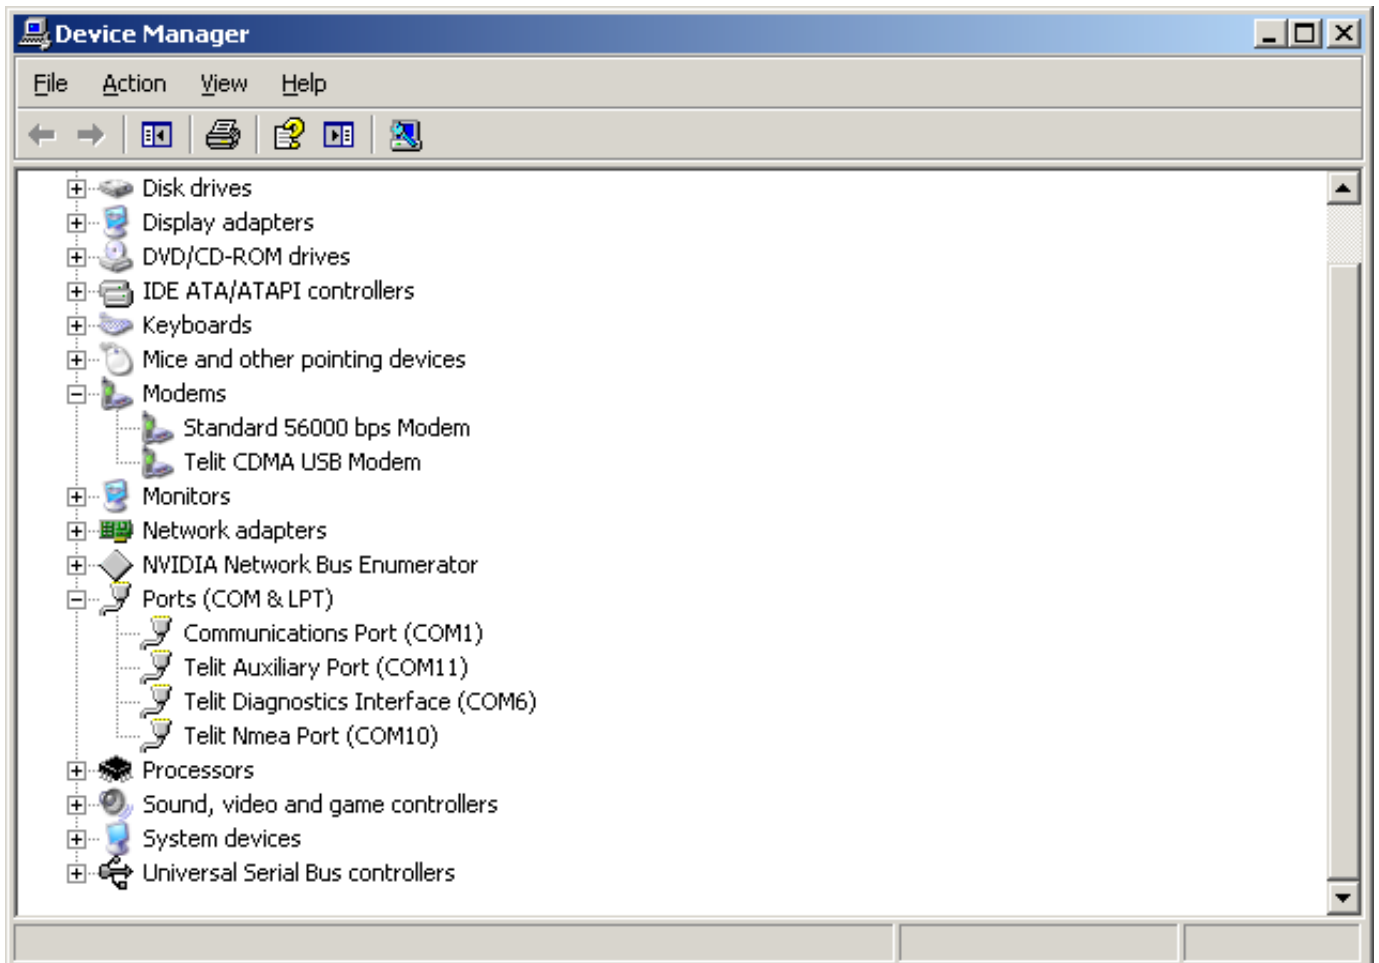 Device Manager
File Action View Help
Disk drives
Display adapters
DVD/CD-ROM drives
IDE ATA/ATAPI controllers
Keyboards
Mice and other pointing devices
Modems
Standard 56000 bps Modem
Telit CDMA USB Modem
Monitors
Network adapters
NVIDIA Network Bus Enumerator
Ports (COM & LPT)
Communications Port (COM1)
Telit Auxiliary Port (COM11)
Telit Diagnostics Interface (COM6)
Telit Nmea Port (COM10)
Processors
Sound, video and game controllers
System devices
Universal Serial Bus controllers